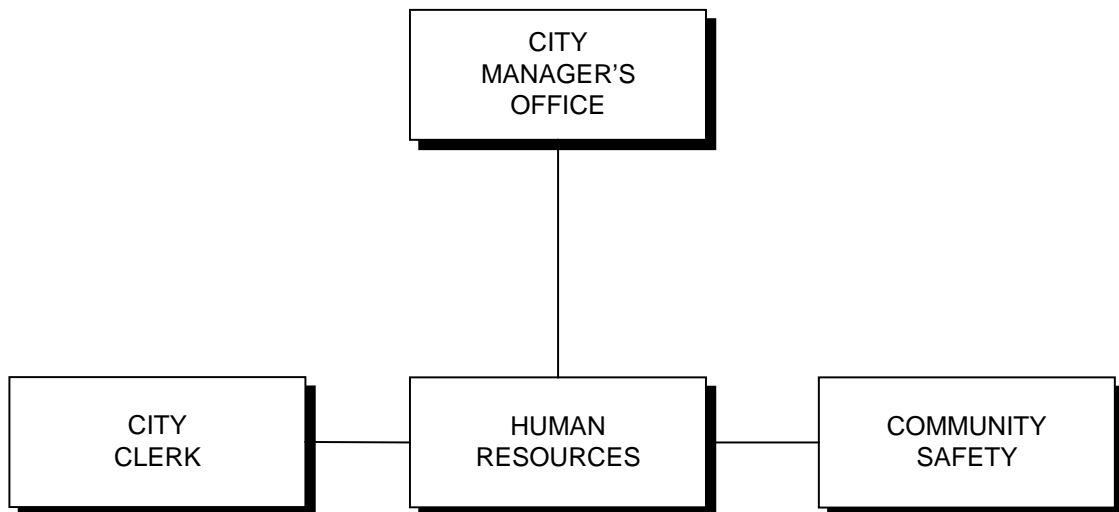 CITY
MANAGER’S
OFFICE
CITY
CLERK
HUMAN
RESOURCES
COMMUNITY
SAFETY